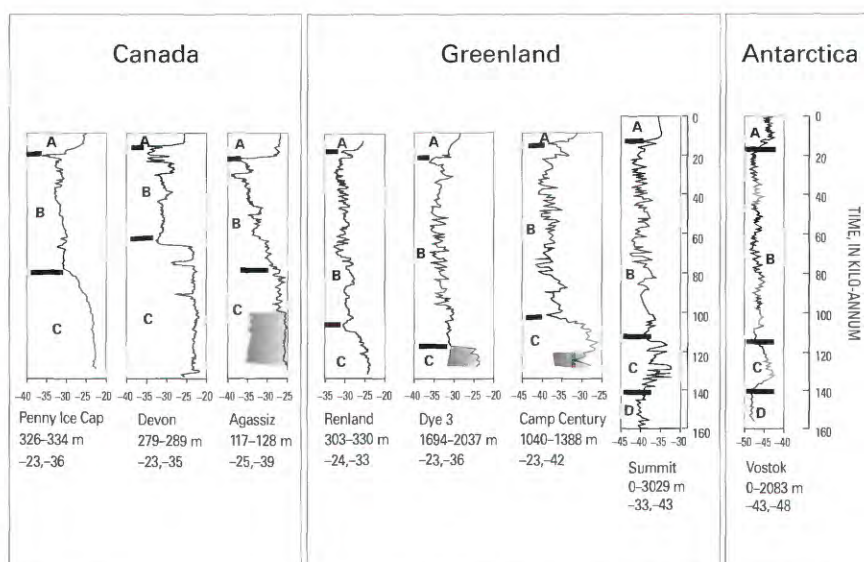 Canada
Greenland
Antarctica
A
B
C
−40 −35 −30 −25 −20
Penny Ice Cap
326–334 m
−23,−36
A
B
C
−40 −35 −30 −25 −20
Devon
279–289 m
−23,−35
A
B
C
−40 −35 −30 −25
Agassiz
117–128 m
−25,−39
A
B
C
−40 −35 −30 −25 −20
Renland
303–330 m
−24,−33
A
B
C
−40 −35 −30 −25 −20
Dye 3
1694–2037 m
−23,−36
A
B
C
−45 −40 −35 −30 −25
Camp Century
1040–1388 m
−23,−42
A
B
C
D
−45 −40 −35 −30
0
20
40
60
80
100
120
140
160
Summit
0–3029 m
−33,−43
A
B
C
D
−50 −45 −40
0
20
40
60
80
100
120
140
160
TIME, IN KILO-ANNUM
Vostok
0–2083 m
−43,−48